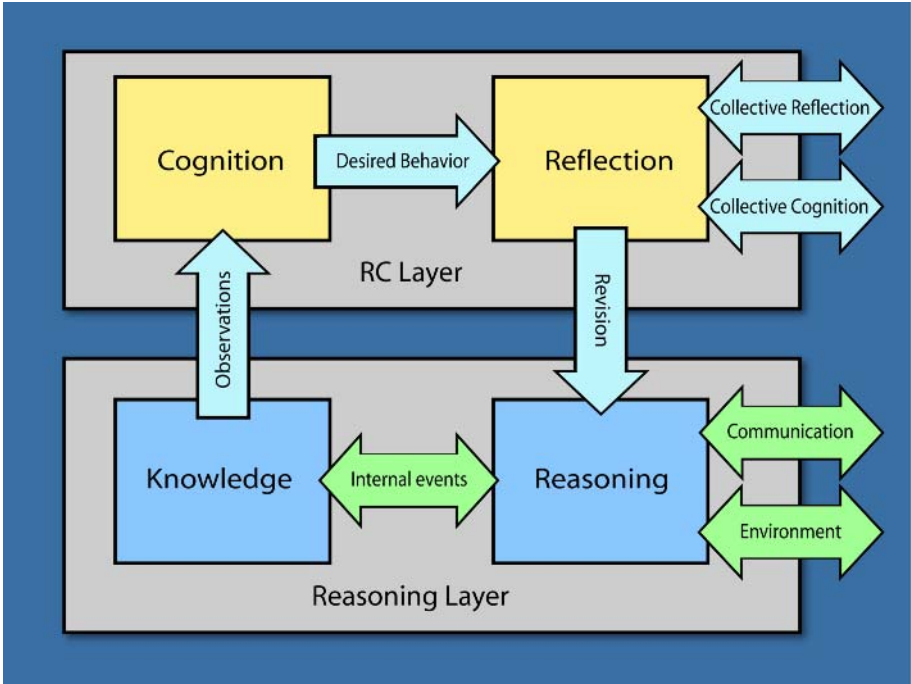 Cognition
Desired Behavior
Reflection
Collective Reflection
Collective Cognition
RC Layer
Observations
Revision
Knowledge
Internal events
Reasoning
Communication
Environment
Reasoning Layer